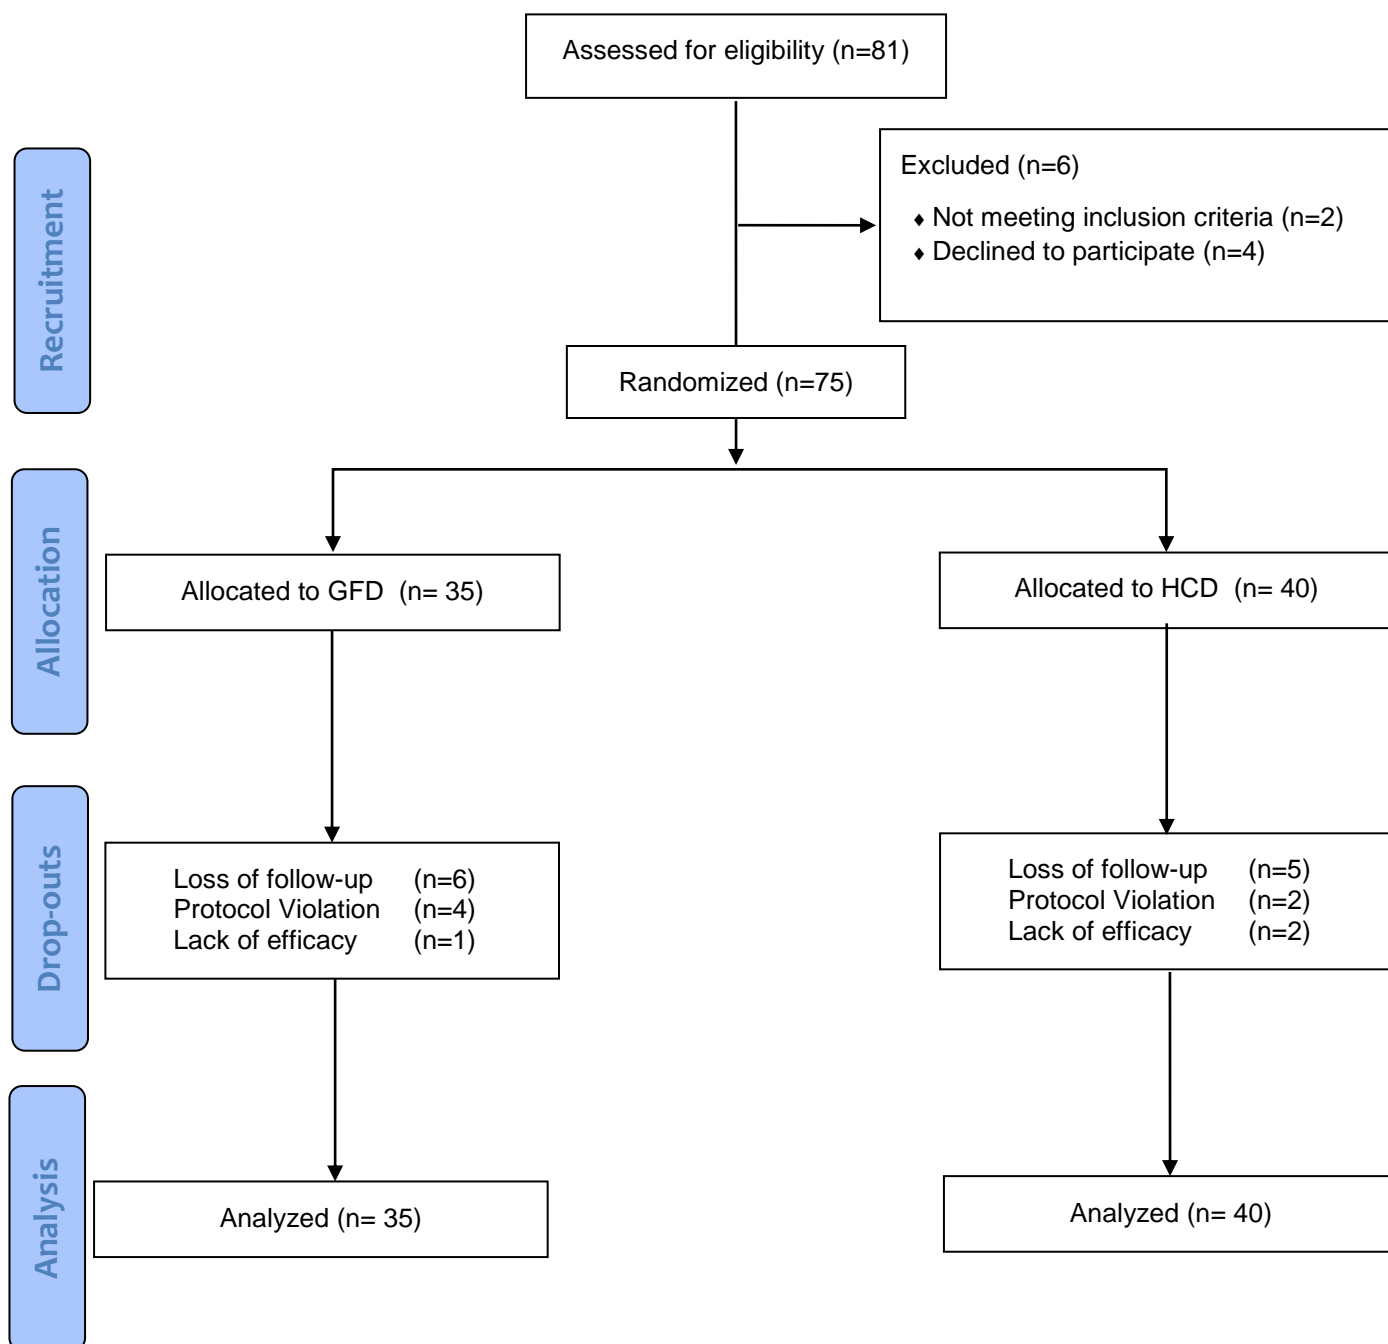 Assessed for eligibility (n=81)
Recruitment
Excluded (n=6)
♦ Not meeting inclusion criteria (n=2)
♦ Declined to participate (n=4)
Randomized (n=75)
Allocation
Allocated to GFD (n= 35)
Allocated to HCD (n= 40)
Drop-outs
Loss of follow-up (n=6)
Protocol Violation (n=4)
Lack of efficacy (n=1)
Loss of follow-up (n=5)
Protocol Violation (n=2)
Lack of efficacy (n=2)
Analysis
Analyzed (n= 35)
Analyzed (n= 40)